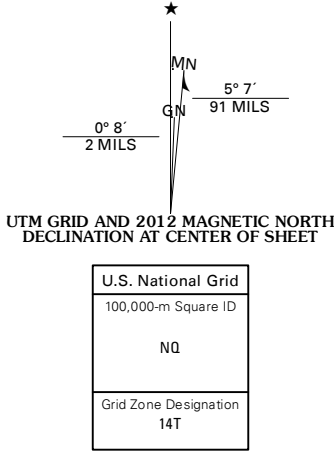 ★
MN
GN
5° 7´
91 MILS
0° 8´
2 MILS
UTM GRID AND 2012 MAGNETIC NORTH
DECLINATION AT CENTER OF SHEET
U.S. National Grid
100,000-m Square ID
NQ
Grid Zone Designation
14T